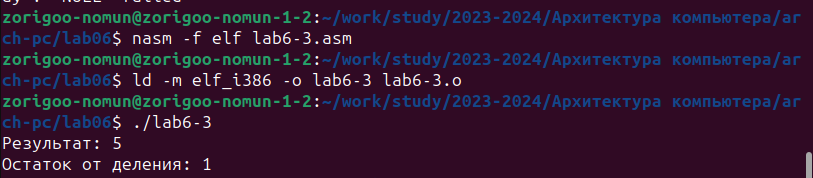 zorigoo-nomun@zorigoo-nomun-1-2:~/work/study/2023-2024/Архитектура компьютера/ar
ch-pc/lab06$ nasm -f elf lab6-3.asm
zorigoo-nomun@zorigoo-nomun-1-2:~/work/study/2023-2024/Архитектура компьютера/ar
ch-pc/lab06$ ld -m elf_i386 -o lab6-3 lab6-3.o
zorigoo-nomun@zorigoo-nomun-1-2:~/work/study/2023-2024/Архитектура компьютера/ar
ch-pc/lab06$ ./lab6-3
Результат: 5
Остаток от деления: 1